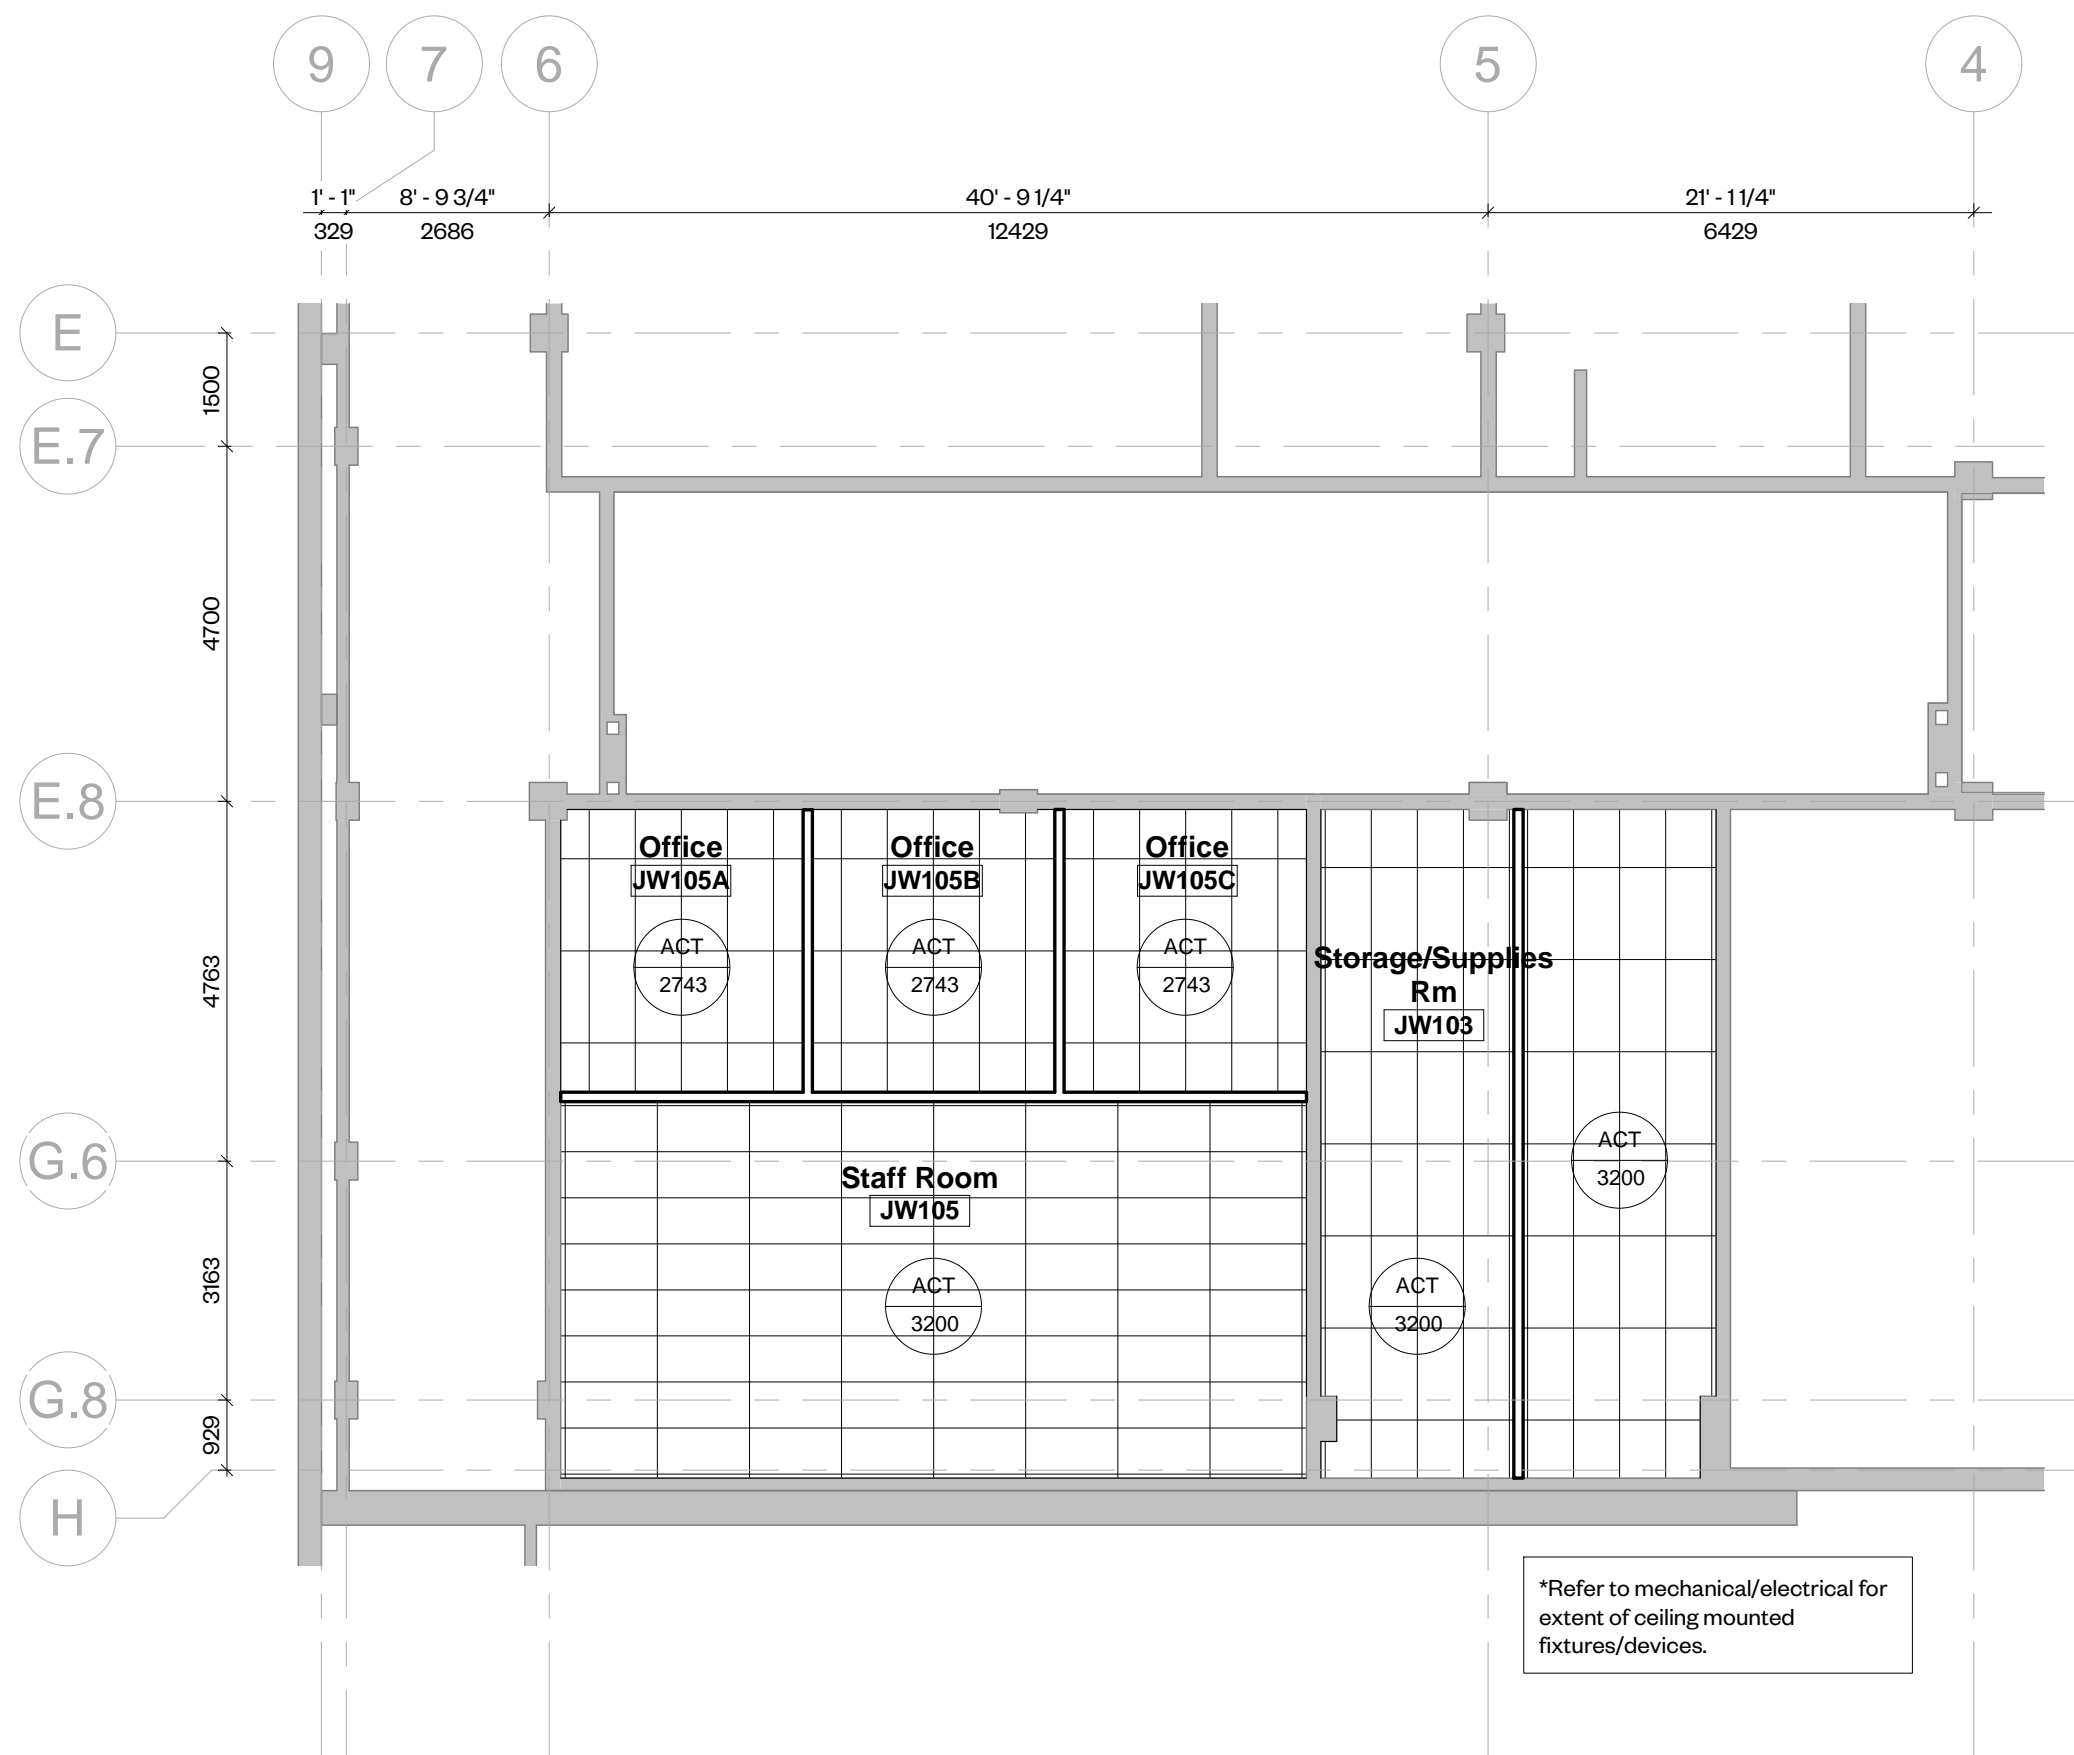 9
7
6
5
4
1' - 1"
8' - 9 3/4"
40' - 9 1/4"
21' - 1 1/4"
329
2686
12429
6429
E
1500
E.7
4700
E.8
Office
Office
Office
JW105A
JW105B
JW105C
ACT
2743
ACT
2743
ACT
2743
Storage/Supplies
Rm
JW103
4763
G.6
Staff Room
JW105
ACT
3200
ACT
3200
ACT
3200
3163
G.8
929
H
*Refer to mechanical/electrical for
extent of ceiling mounted
fixtures/devices.